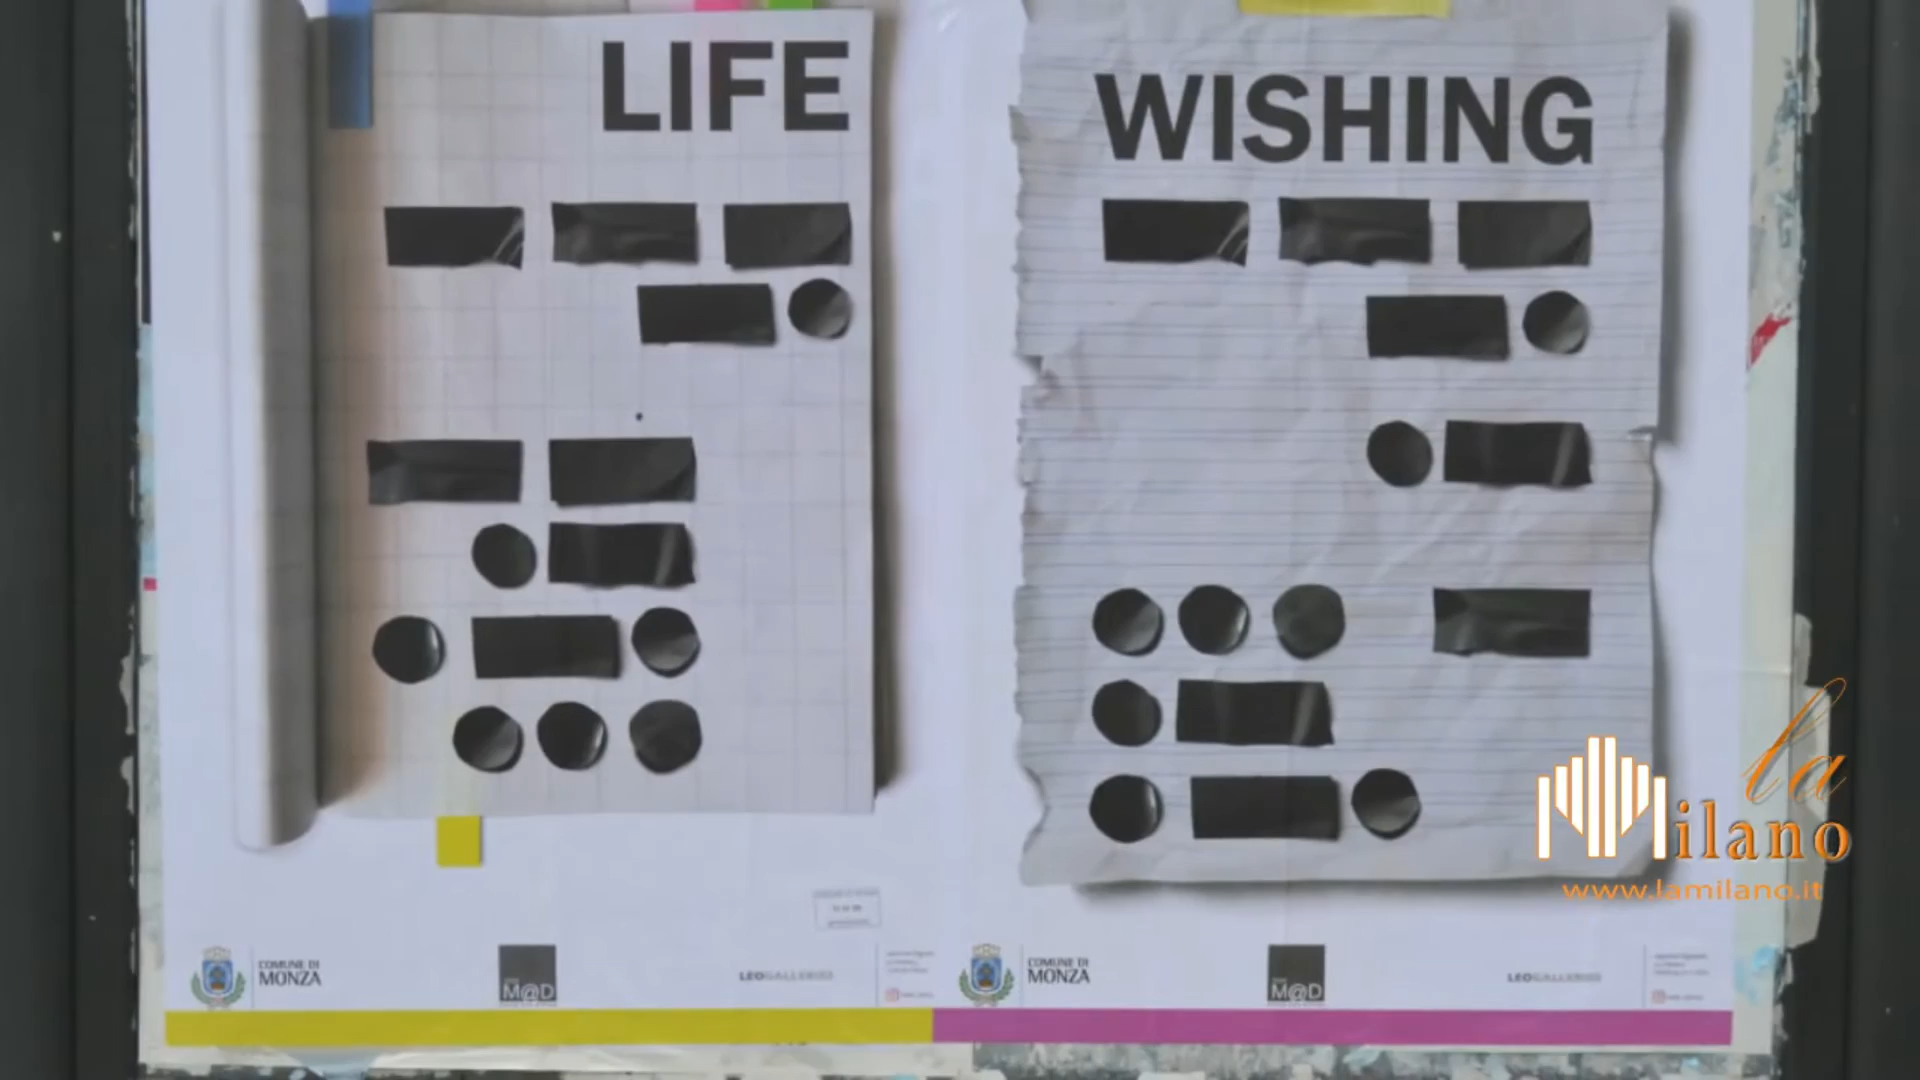 LIFE
WISHING
la
Milano
www.lamilano.it
COMUNE DI
MONZA
M@D
LEOGALLERIES
COMUNE DI
MONZA
M@D
LEOGALLERIES